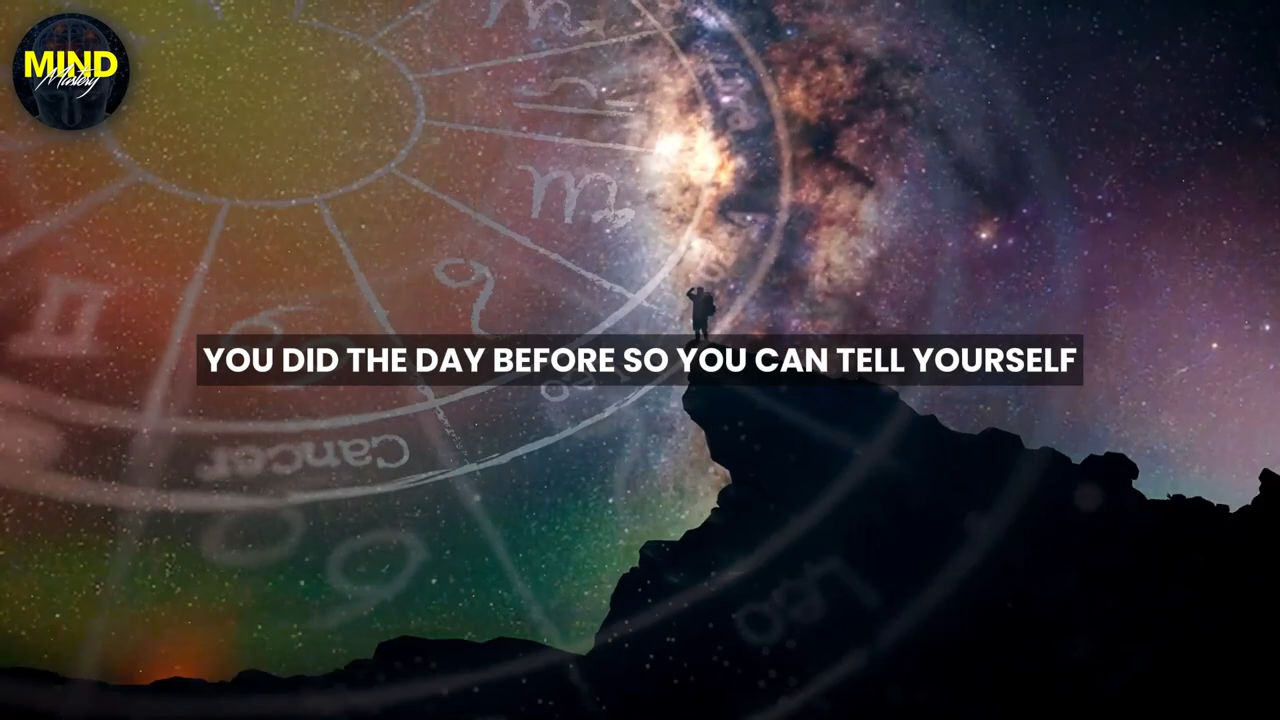 MIND
Mastery
YOU DID THE DAY BEFORE SO YOU CAN TELL YOURSELF
Cancer
Leo